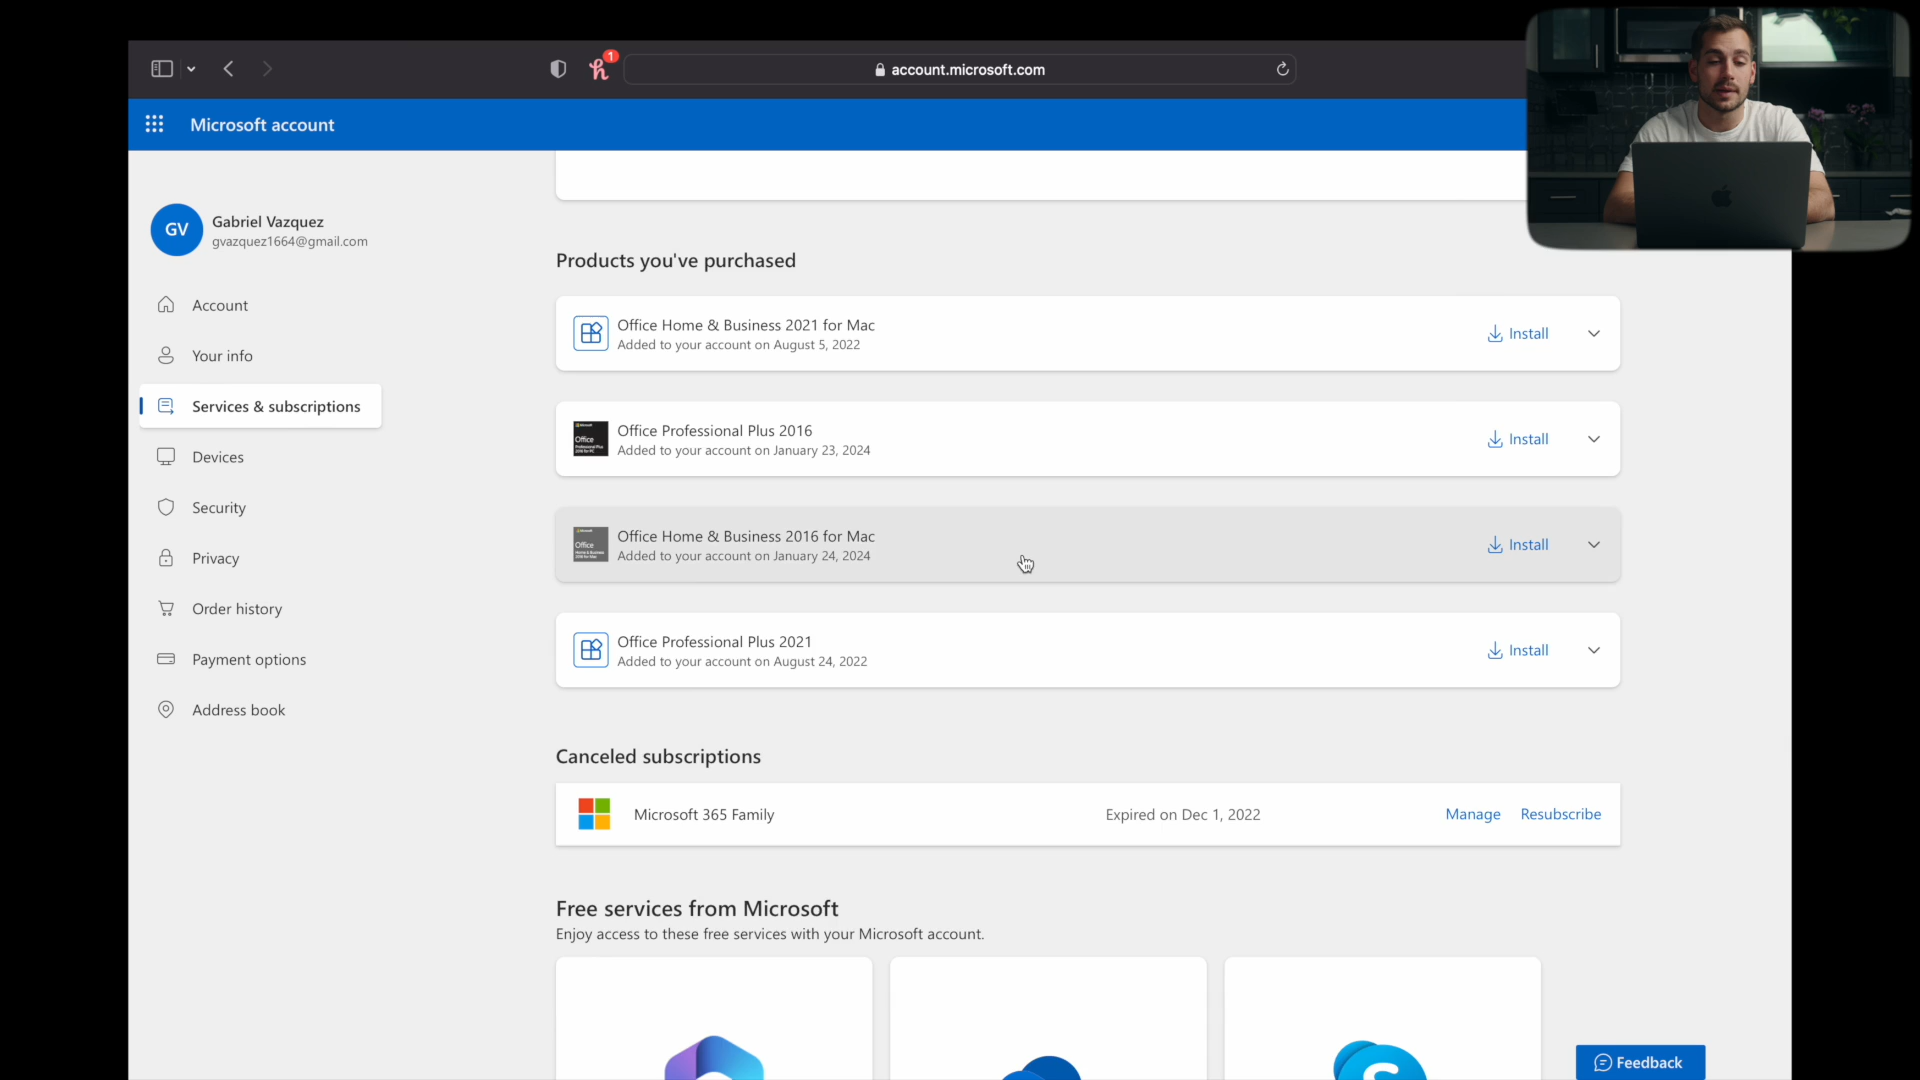 1
account.microsoft.com
Microsoft account
GV
Gabriel Vazquez
gvazquez1664@gmail.com
Account
Your info
Services & subscriptions
Devices
Security
Privacy
Order history
Payment options
Address book
Products you've purchased
Office Home & Business 2021 for Mac
Added to your account on August 5, 2022
Install
Office
Office Professional Plus 2016
Added to your account on January 23, 2024
Install
Office
Office Home & Business 2016 for Mac
Added to your account on January 24, 2024
Install
Office Professional Plus 2021
Added to your account on August 24, 2022
Install
Canceled subscriptions
Microsoft 365 Family
Expired on Dec 1, 2022
Manage
Resubscribe
Free services from Microsoft
Enjoy access to these free services with your Microsoft account.
S
Feedback